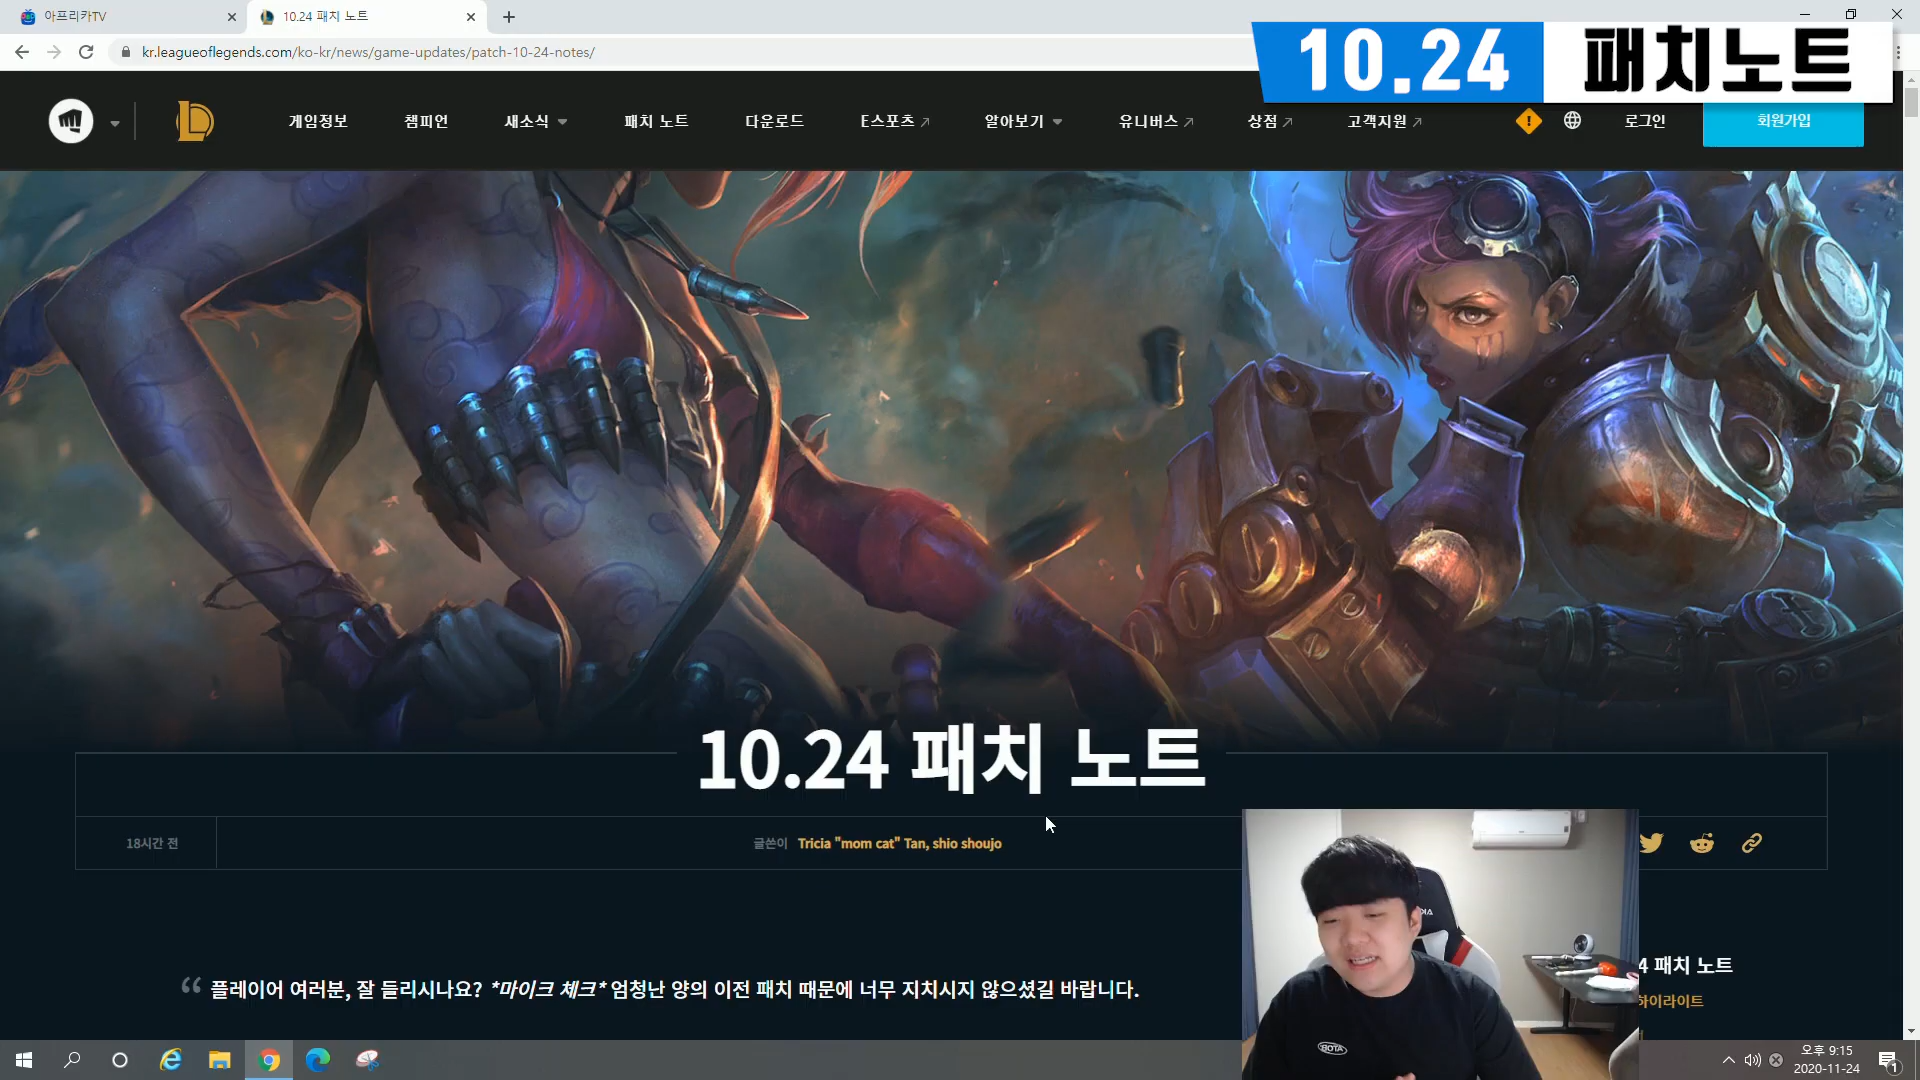 아프리카TV
10.24 패치 노트
kr.leagueoflegends.com/ko-kr/news/game-updates/patch-10-24-notes/
10.24 패치노트
게임정보 챔피언 새소식 패치 노트 다운로드 E스포츠 알아보기 유니버스 상점 고객지원 로그인 회원가입
10.24 패치 노트
18시간 전
글쓴이 Tricia "mom cat" Tan, shio shoujo
4 패치 노트
하이라이트
“ 플레이어 여러분, 잘 들리시나요? *마이크 체크* 엄청난 양의 이전 패치 때문에 너무 지치시지 않으셨길 바랍니다.
BOTA
오후 9:15
2020-11-24
1